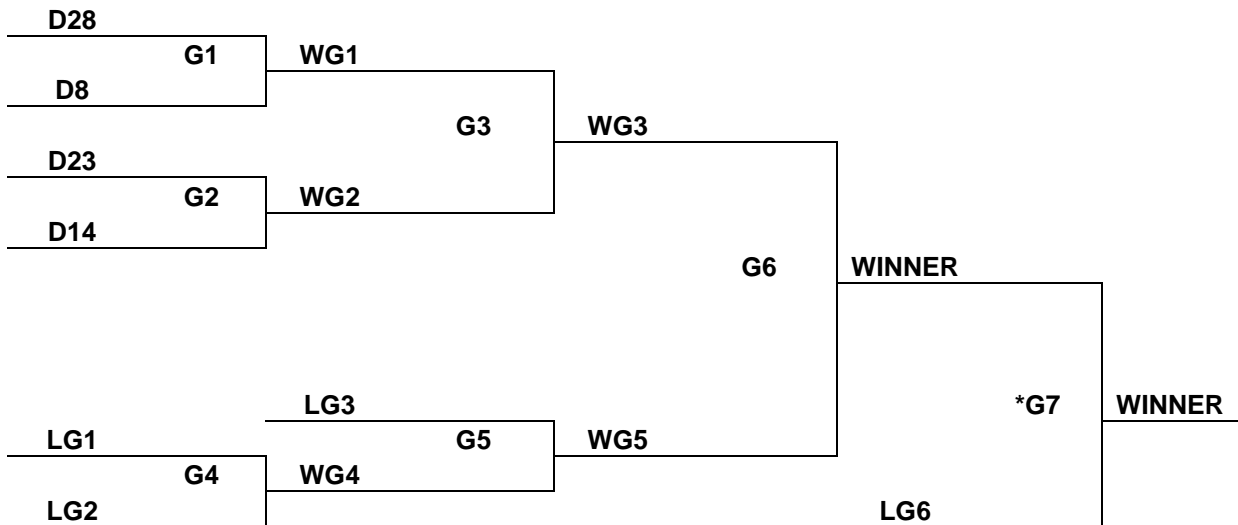 D28
G1 WG1
D8
G3 WG3
D23
G2 WG2
D14
G6 WINNER
LG3 *G7 WINNER
LG1 G5 WG5
G4 WG4
LG2 LG6